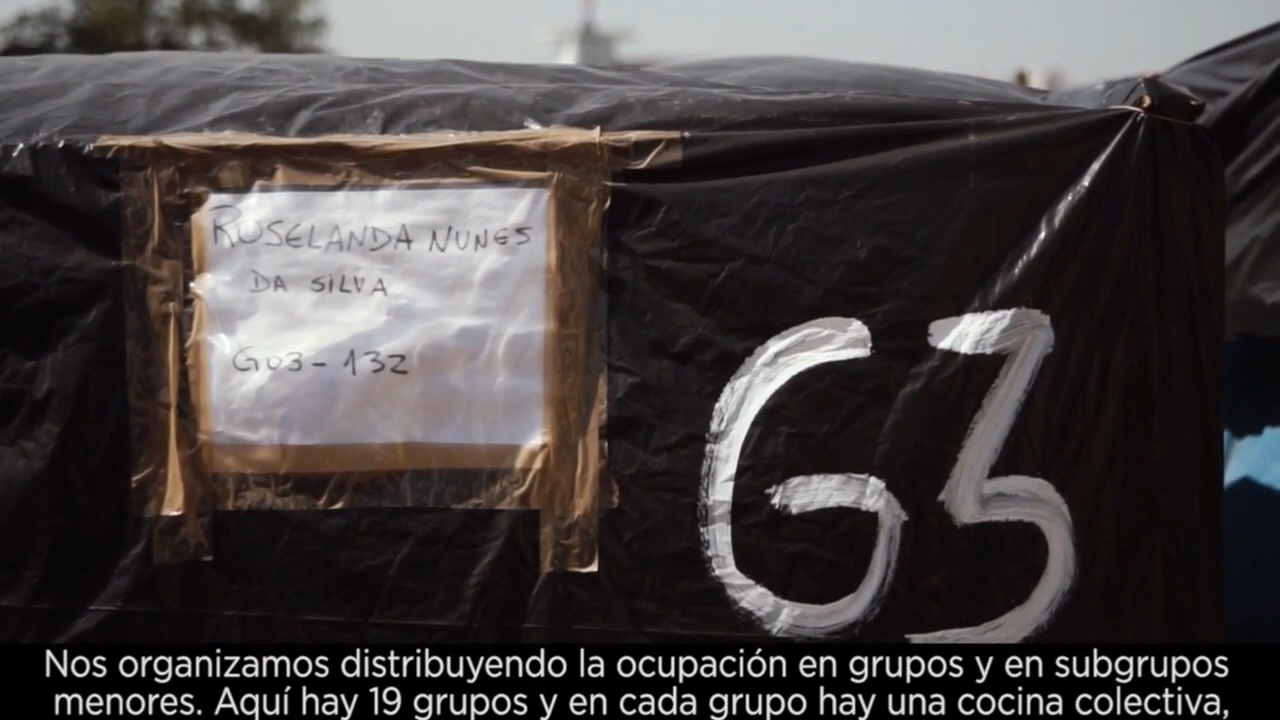 ROSELANDA NUNES
DA SILVA
G03-132
G3
Nos organizamos distribuyendo la ocupación en grupos y en subgrupos
menores. Aquí hay 19 grupos y en cada grupo hay una cocina colectiva,